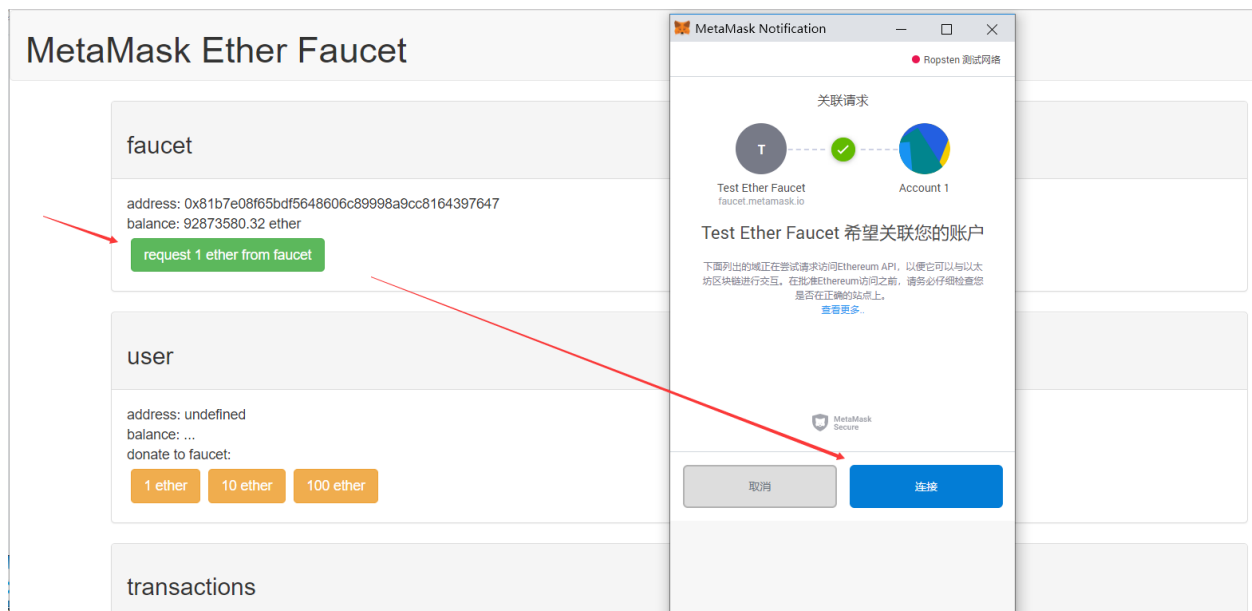 MetaMask Ether Faucet
faucet
address: 0x81b7e08f65bdf5648606c89998a9cc8164397647
balance: 92873580.32 ether
request 1 ether from faucet
user
address: undefined
balance: ...
donate to faucet:
1 ether 10 ether 100 ether
transactions
MetaMask Notification
Ropsten 测试网络
关联请求
T
Test Ether Faucet Account 1
faucet.metamask.io
Test Ether Faucet 希望关联您的账户
下面列出的域正在尝试请求访问Ethereum API，以便它可以与以太
坊区块链进行交互。在批准Ethereum访问之前，请务必仔细检查您
是否在正确的站点上。
查看更多..
MetaMask
Secure
取消 连接